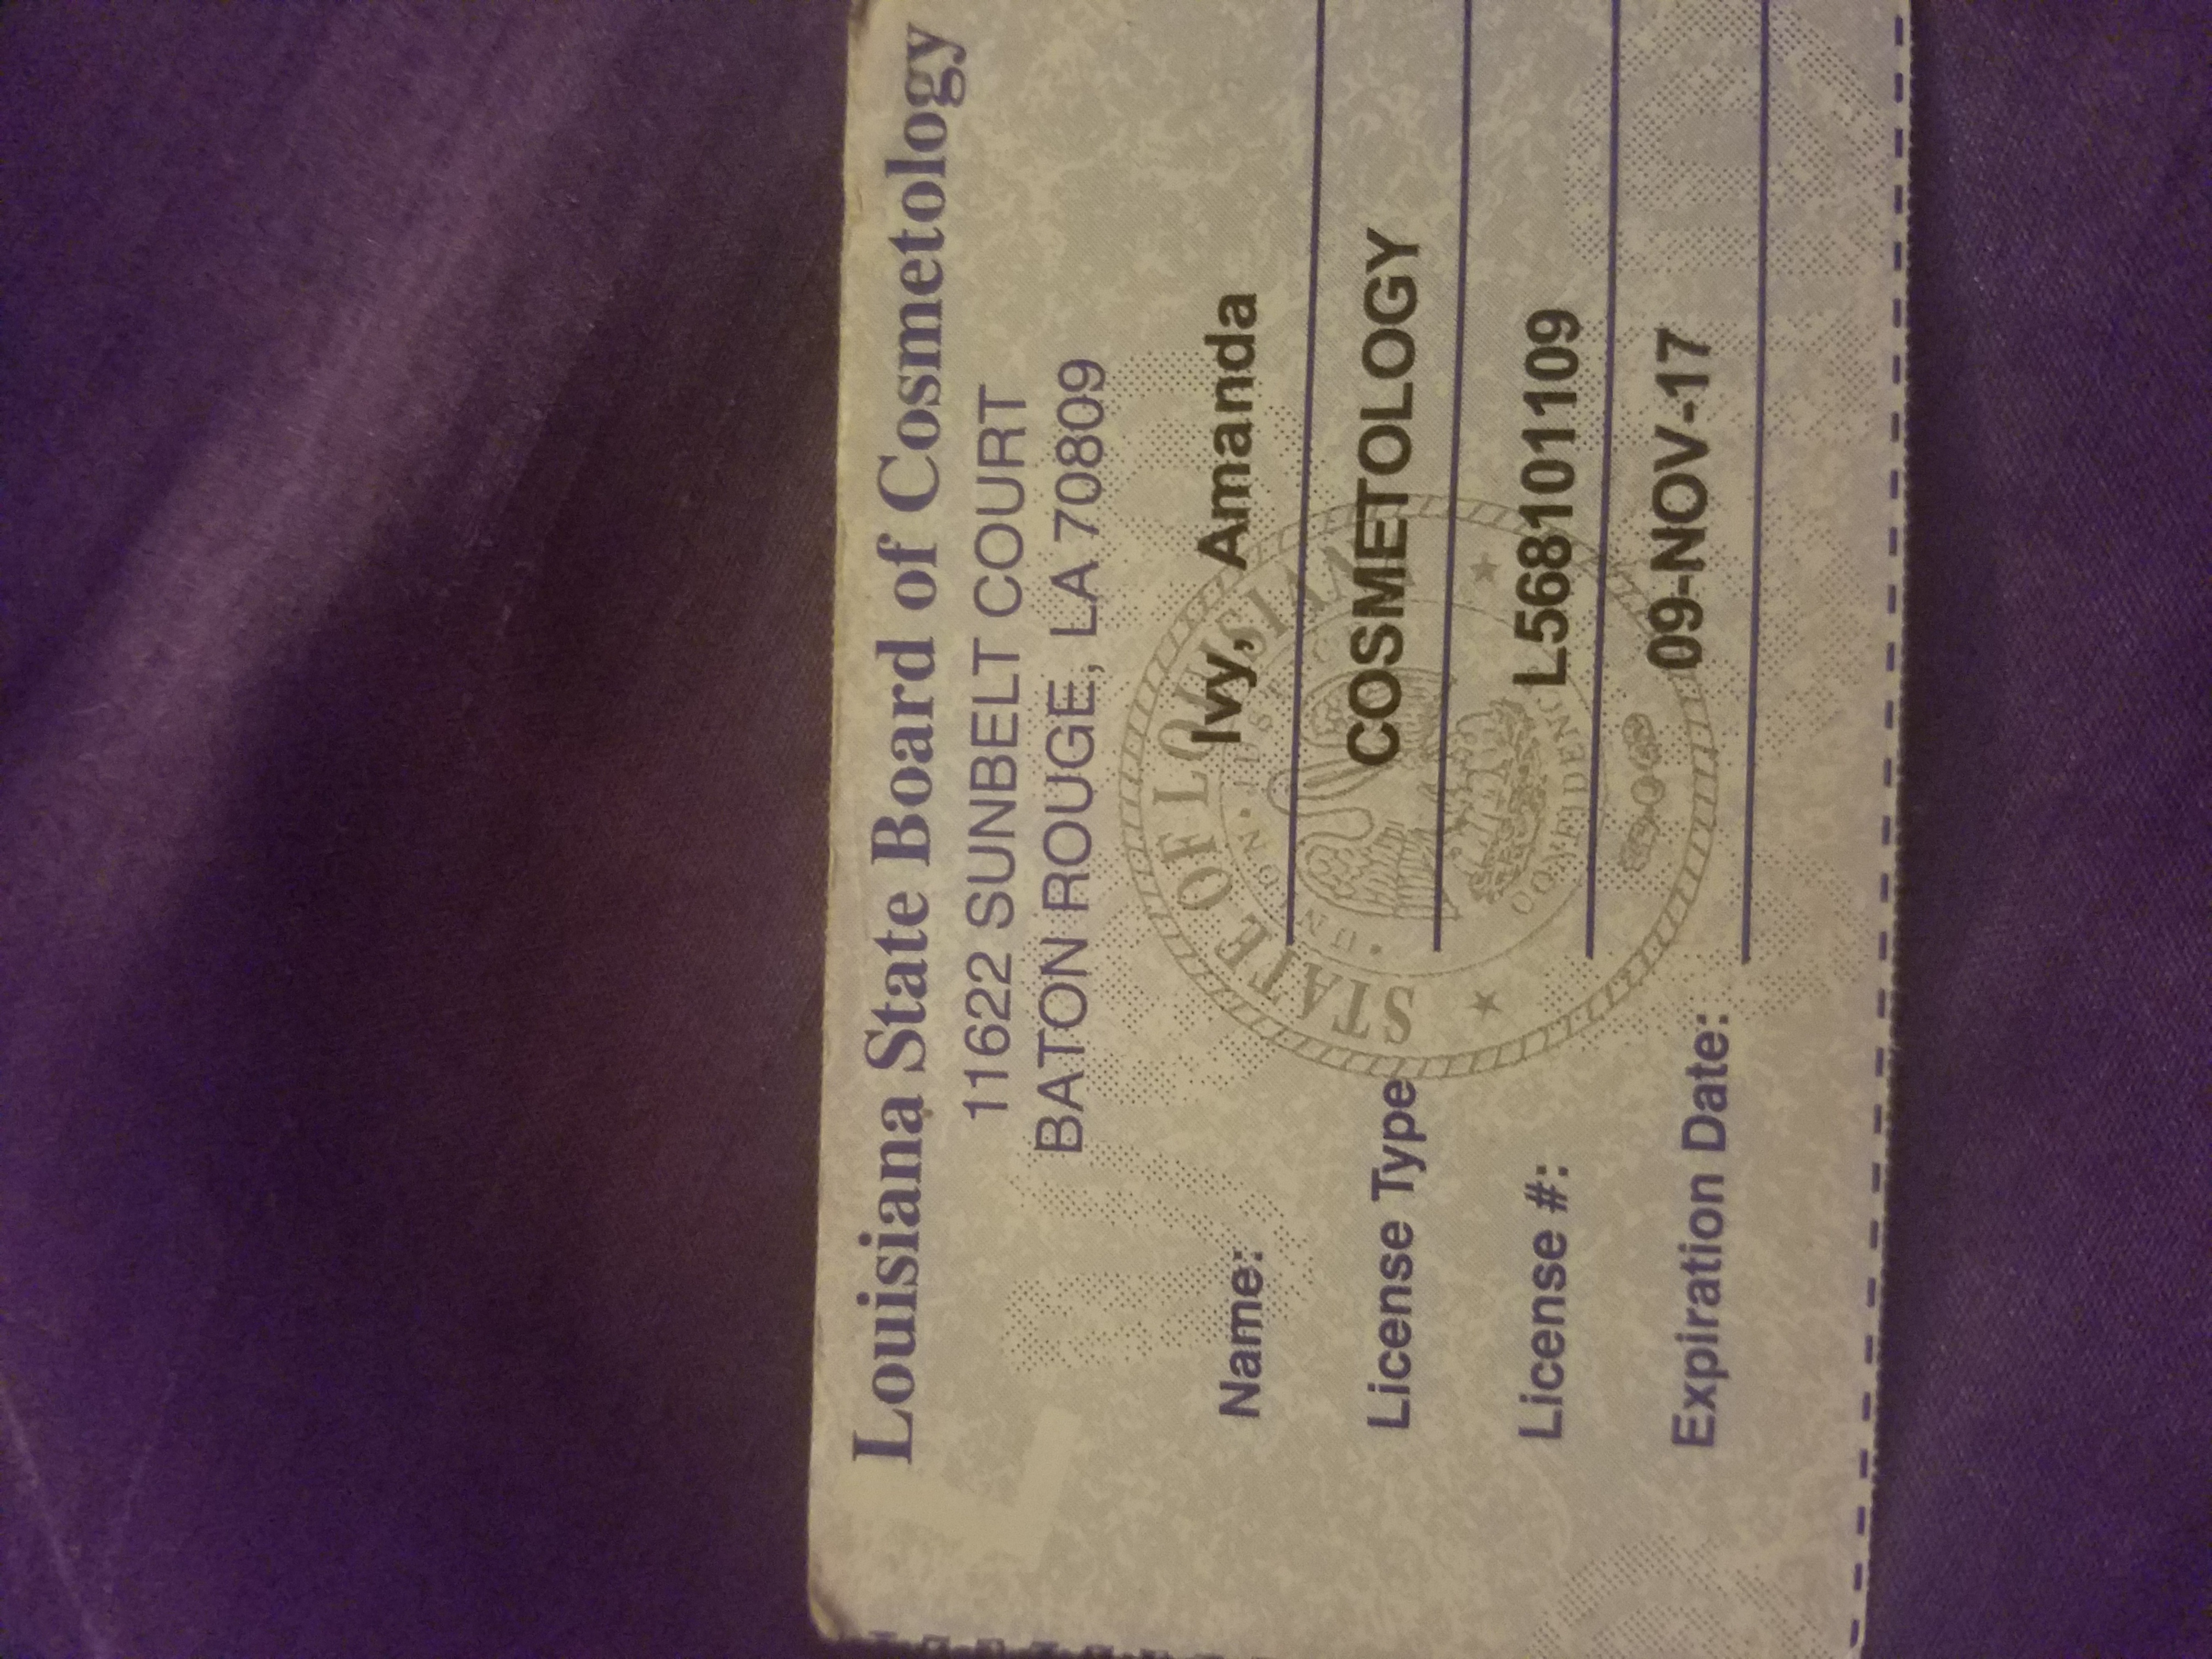 Louisiana State Board of Cosmetology
11622 SUNBELT COURT
BATON ROUGE, LA 70809
STATE OF LOUISIANA
UNION JUSTICE
CONFIDENCE
Name: Ivy, Amanda
License Type COSMETOLOGY
License #: L568101109
Expiration Date: 09-NOV-17